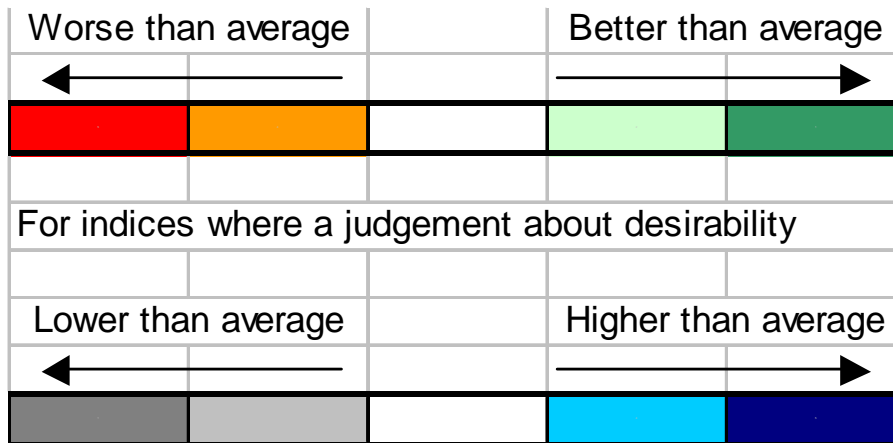 Worse than average Better than average
For indices where a judgement about desirability
Lower than average Higher than average